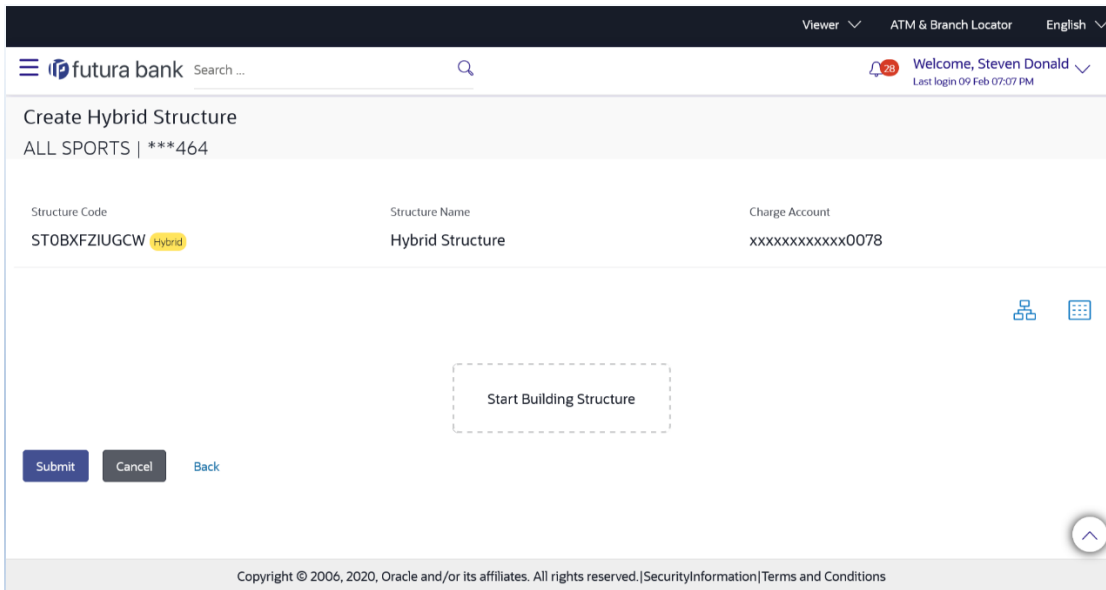 Viewer ATM & Branch Locator English
futura bank Search ... 28 Welcome, Steven Donald
Last login 09 Feb 07:07 PM
Create Hybrid Structure
ALL SPORTS | ***464
Structure Code Structure Name Charge Account
ST0BXFZIUGCW Hybrid Hybrid Structure xxxxxxxxxxxx0078
Start Building Structure
Submit Cancel Back
Copyright © 2006, 2020, Oracle and/or its affiliates. All rights reserved.|SecurityInformation|Terms and Conditions